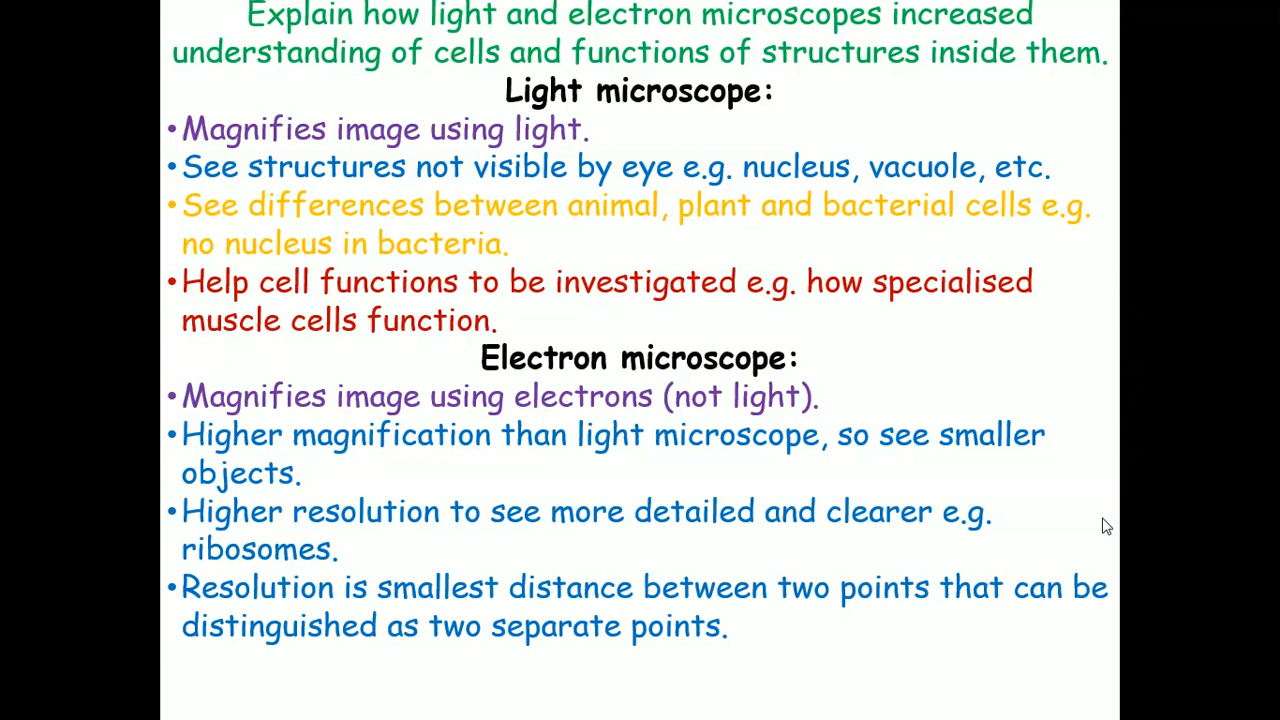 Explain how light and electron microscopes increased
understanding of cells and functions of structures inside them.
Light microscope:
•Magnifies image using light.
•See structures not visible by eye e.g. nucleus, vacuole, etc.
•See differences between animal, plant and bacterial cells e.g.
no nucleus in bacteria.
•Help cell functions to be investigated e.g. how specialised
muscle cells function.
Electron microscope:
•Magnifies image using electrons (not light).
•Higher magnification than light microscope, so see smaller
objects.
•Higher resolution to see more detailed and clearer e.g.
ribosomes.
•Resolution is smallest distance between two points that can be
distinguished as two separate points.